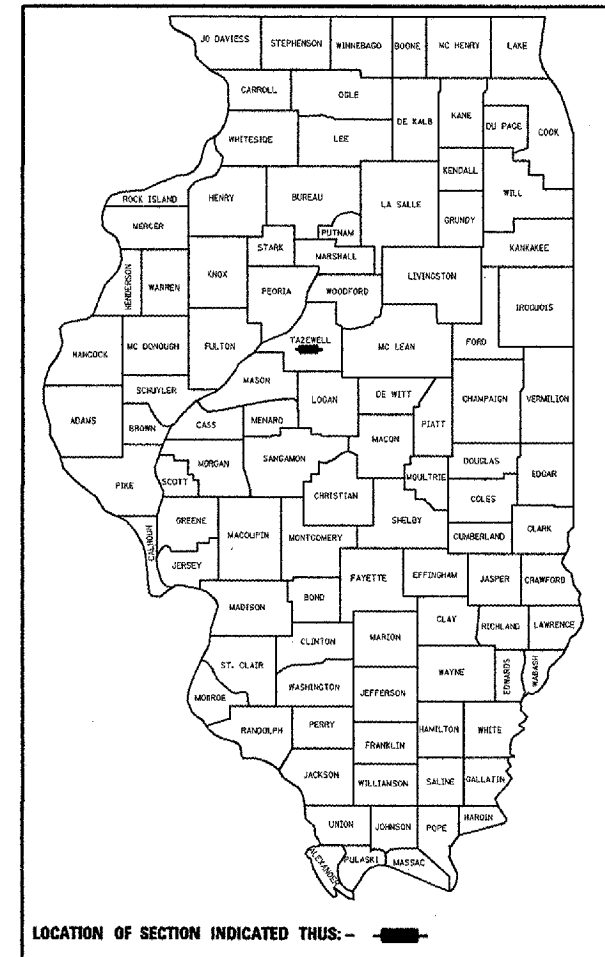 JO DAVIESS STEPHENSON WINNEBAGO BOONE MC HENRY LAKE
CARROLL OGLE DE KALB KANE DU PAGE COOK
WHITESIDE LEE KENDALL WILL
ROCK ISLAND HENRY BUREAU LA SALLE GRUNDY
MERCER STARK PUTNAM KANKAKEE
HENDERSON WARREN KNOX MARSHALL LIVINGSTON
PEORIA WOODFORD IROQUOIS
HANCOCK MC DONOUGH FULTON TAZEWELL MC LEAN FORD
MASON
SCHUYLER LOGAN DE WITT CHAMPAIGN VERMILION
ADAMS BROWN CASS MENARD PIATT
MACON
PIKE SCOTT MORGAN SANGAMON MOULTRIE DOUGLAS EDGAR
CHRISTIAN COLES
GREENE SHELBY
CALHOUN MACOUPIN MONTGOMERY CUMBERLAND CLARK
JERSEY
FAYETTE EFFINGHAM JASPER CRAWFORD
MADISON BOND
CLAY RICHLAND LAWRENCE
CLINTON MARION
ST. CLAIR WAYNE EDWARDS WABASH
WASHINGTON JEFFERSON
MONROE
RANDOLPH PERRY HAMILTON WHITE
FRANKLIN
JACKSON WILLIAMSON SALINE GALLATIN
UNION JOHNSON POPE HARDIN
ALEXANDER PULASKI MASSAC
LOCATION OF SECTION INDICATED THUS:-